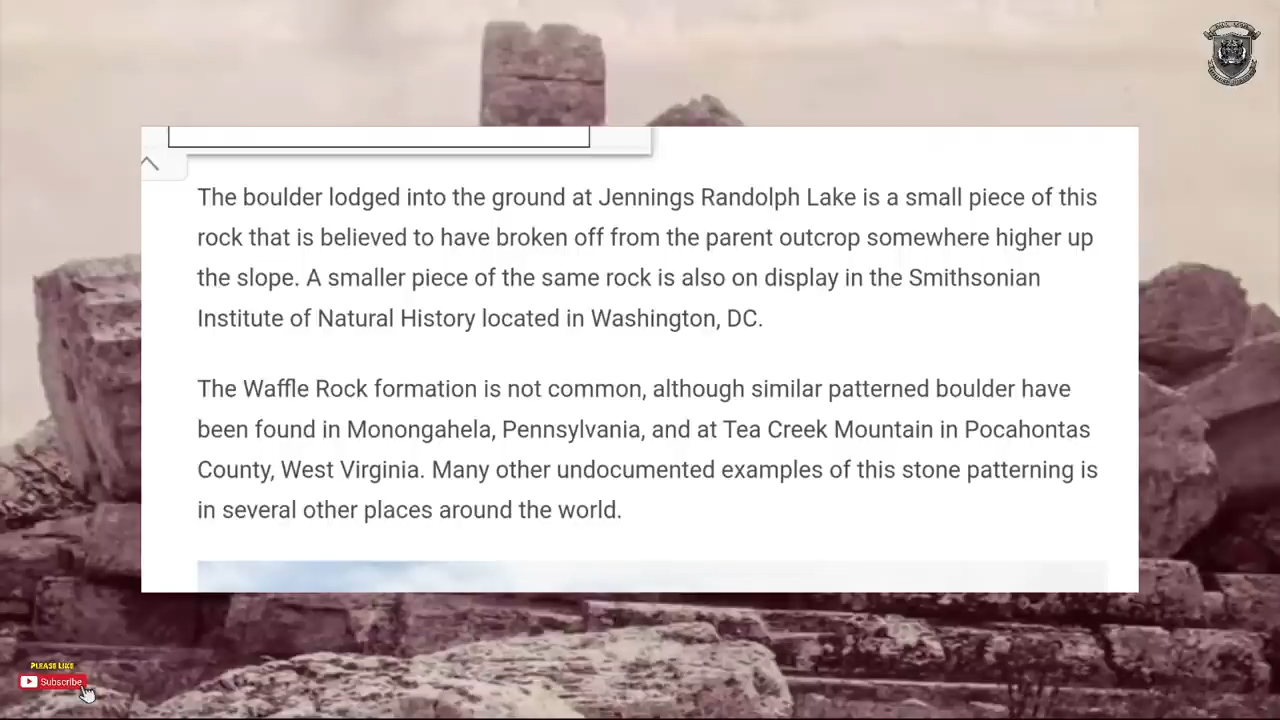 The boulder lodged into the ground at Jennings Randolph Lake is a small piece of this
rock that is believed to have broken off from the parent outcrop somewhere higher up
the slope. A smaller piece of the same rock is also on display in the Smithsonian
Institute of Natural History located in Washington, DC.
The Waffle Rock formation is not common, although similar patterned boulder have
been found in Monongahela, Pennsylvania, and at Tea Creek Mountain in Pocahontas
County, West Virginia. Many other undocumented examples of this stone patterning is
in several other places around the world.
PLEASE LIKE
Subscribe